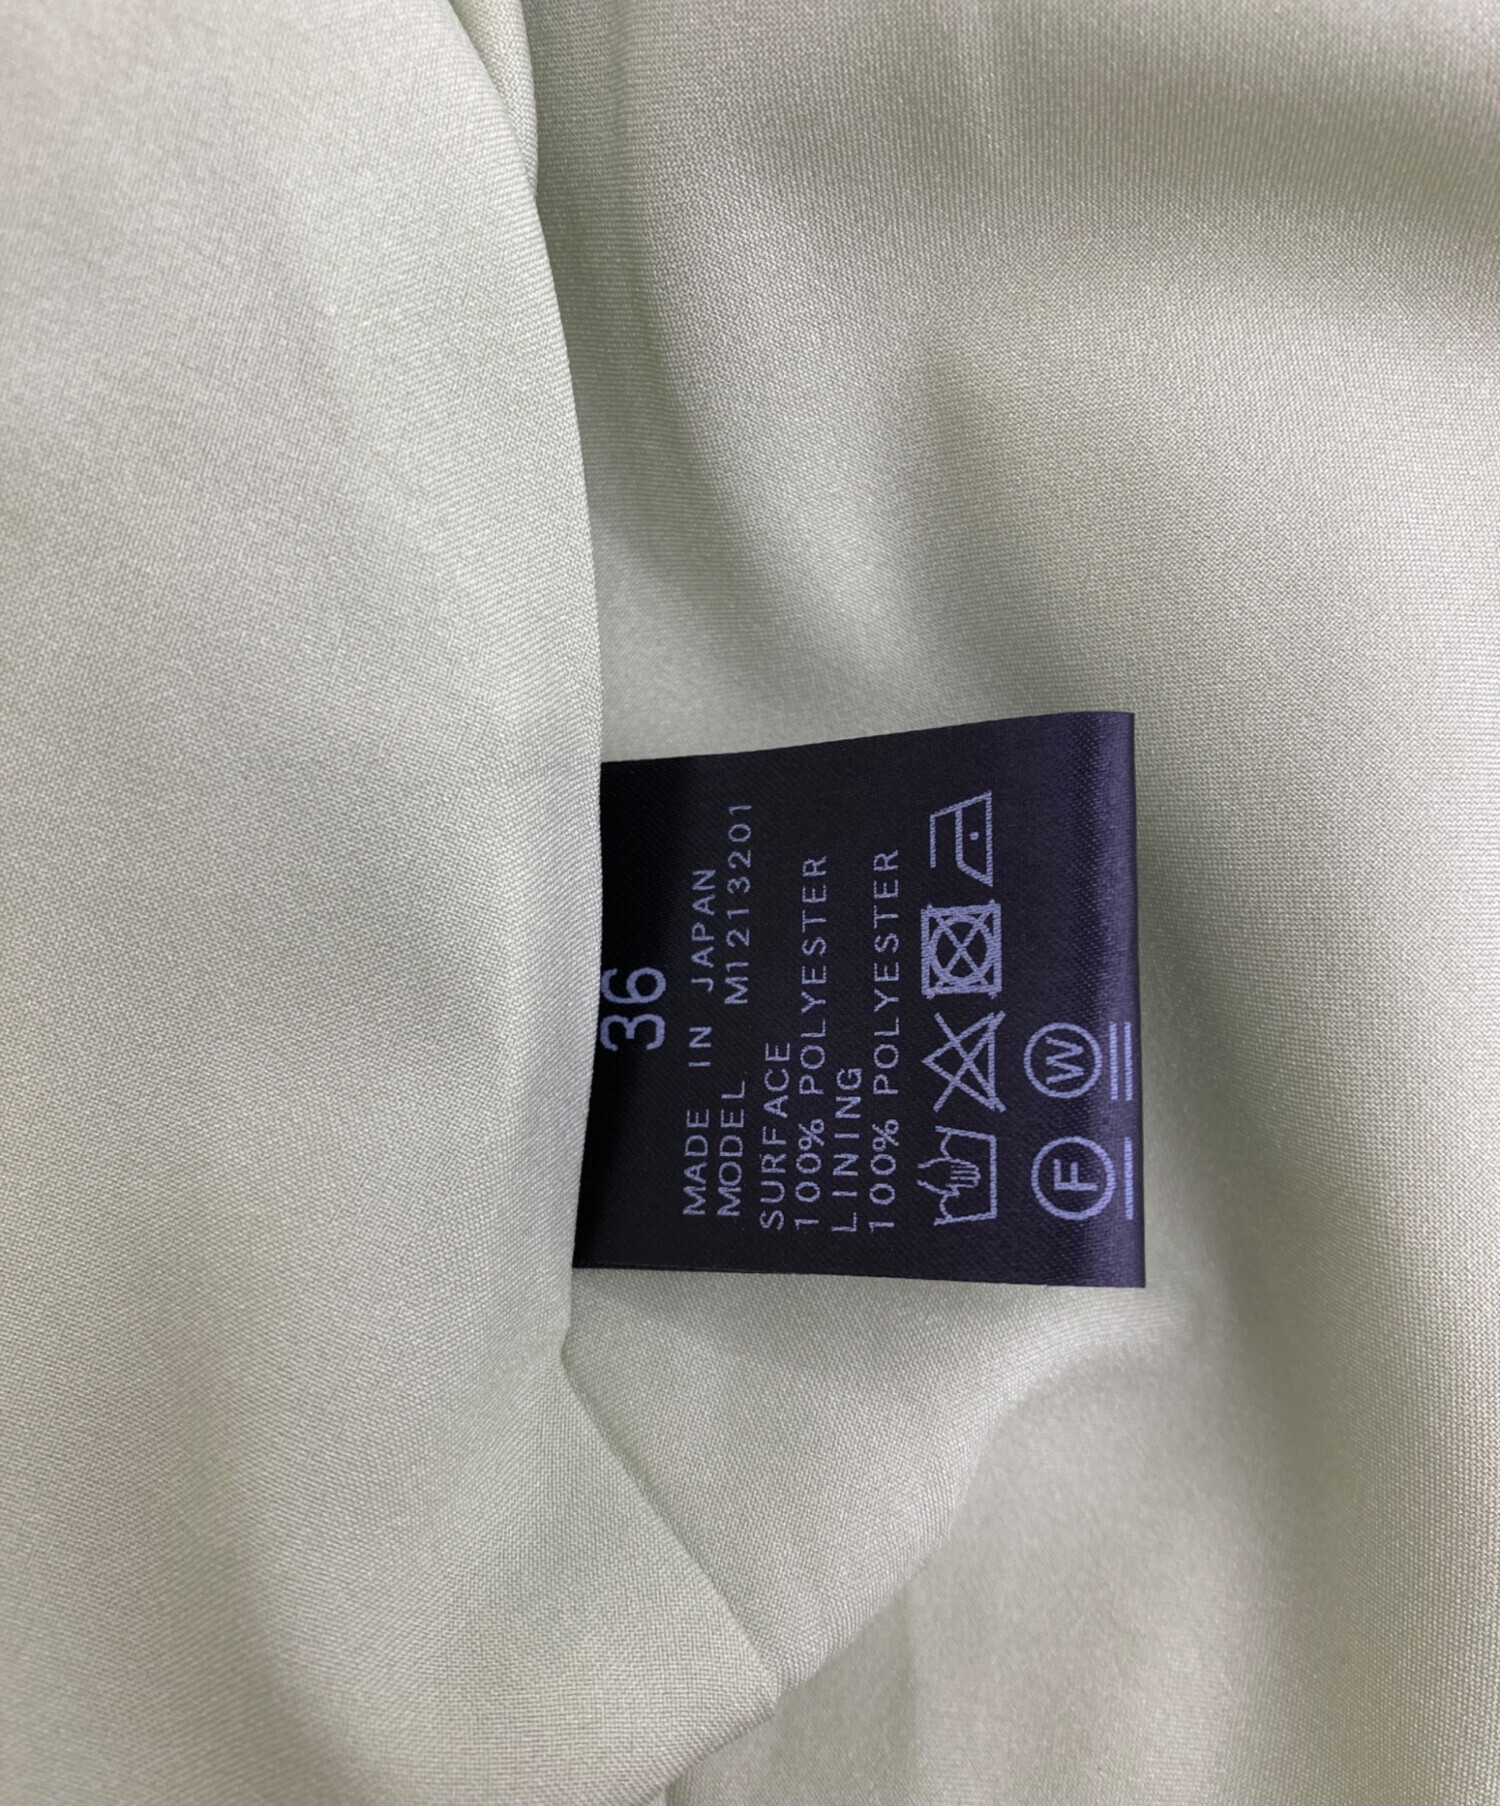 36
MADE IN JAPAN
MODEL M1213201
SURFACE
100% POLYESTER
LINING
100% POLYESTER
F W